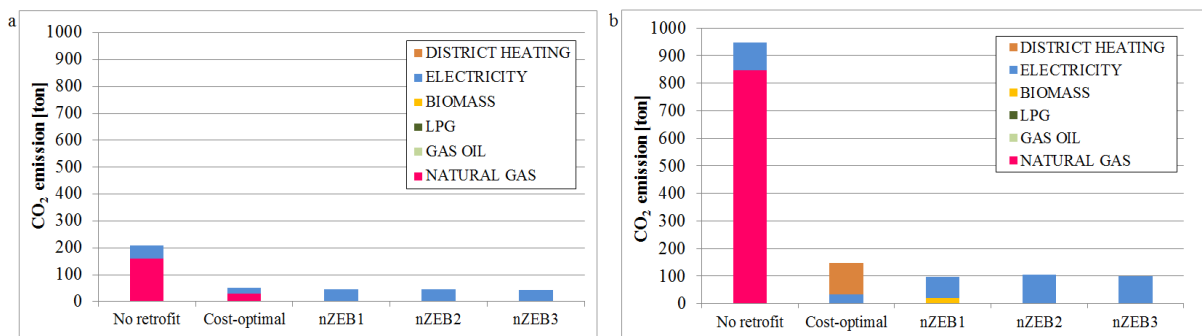 a
CO2 emission [ton]
1000
900
800
700
600
500
400
300
200
100
0
DISTRICT HEATING
ELECTRICITY
BIOMASS
LPG
GAS OIL
NATURAL GAS
No retrofit Cost-optimal nZEB1 nZEB2 nZEB3
b
CO2 emission [ton]
1000
900
800
700
600
500
400
300
200
100
0
DISTRICT HEATING
ELECTRICITY
BIOMASS
LPG
GAS OIL
NATURAL GAS
No retrofit Cost-optimal nZEB1 nZEB2 nZEB3